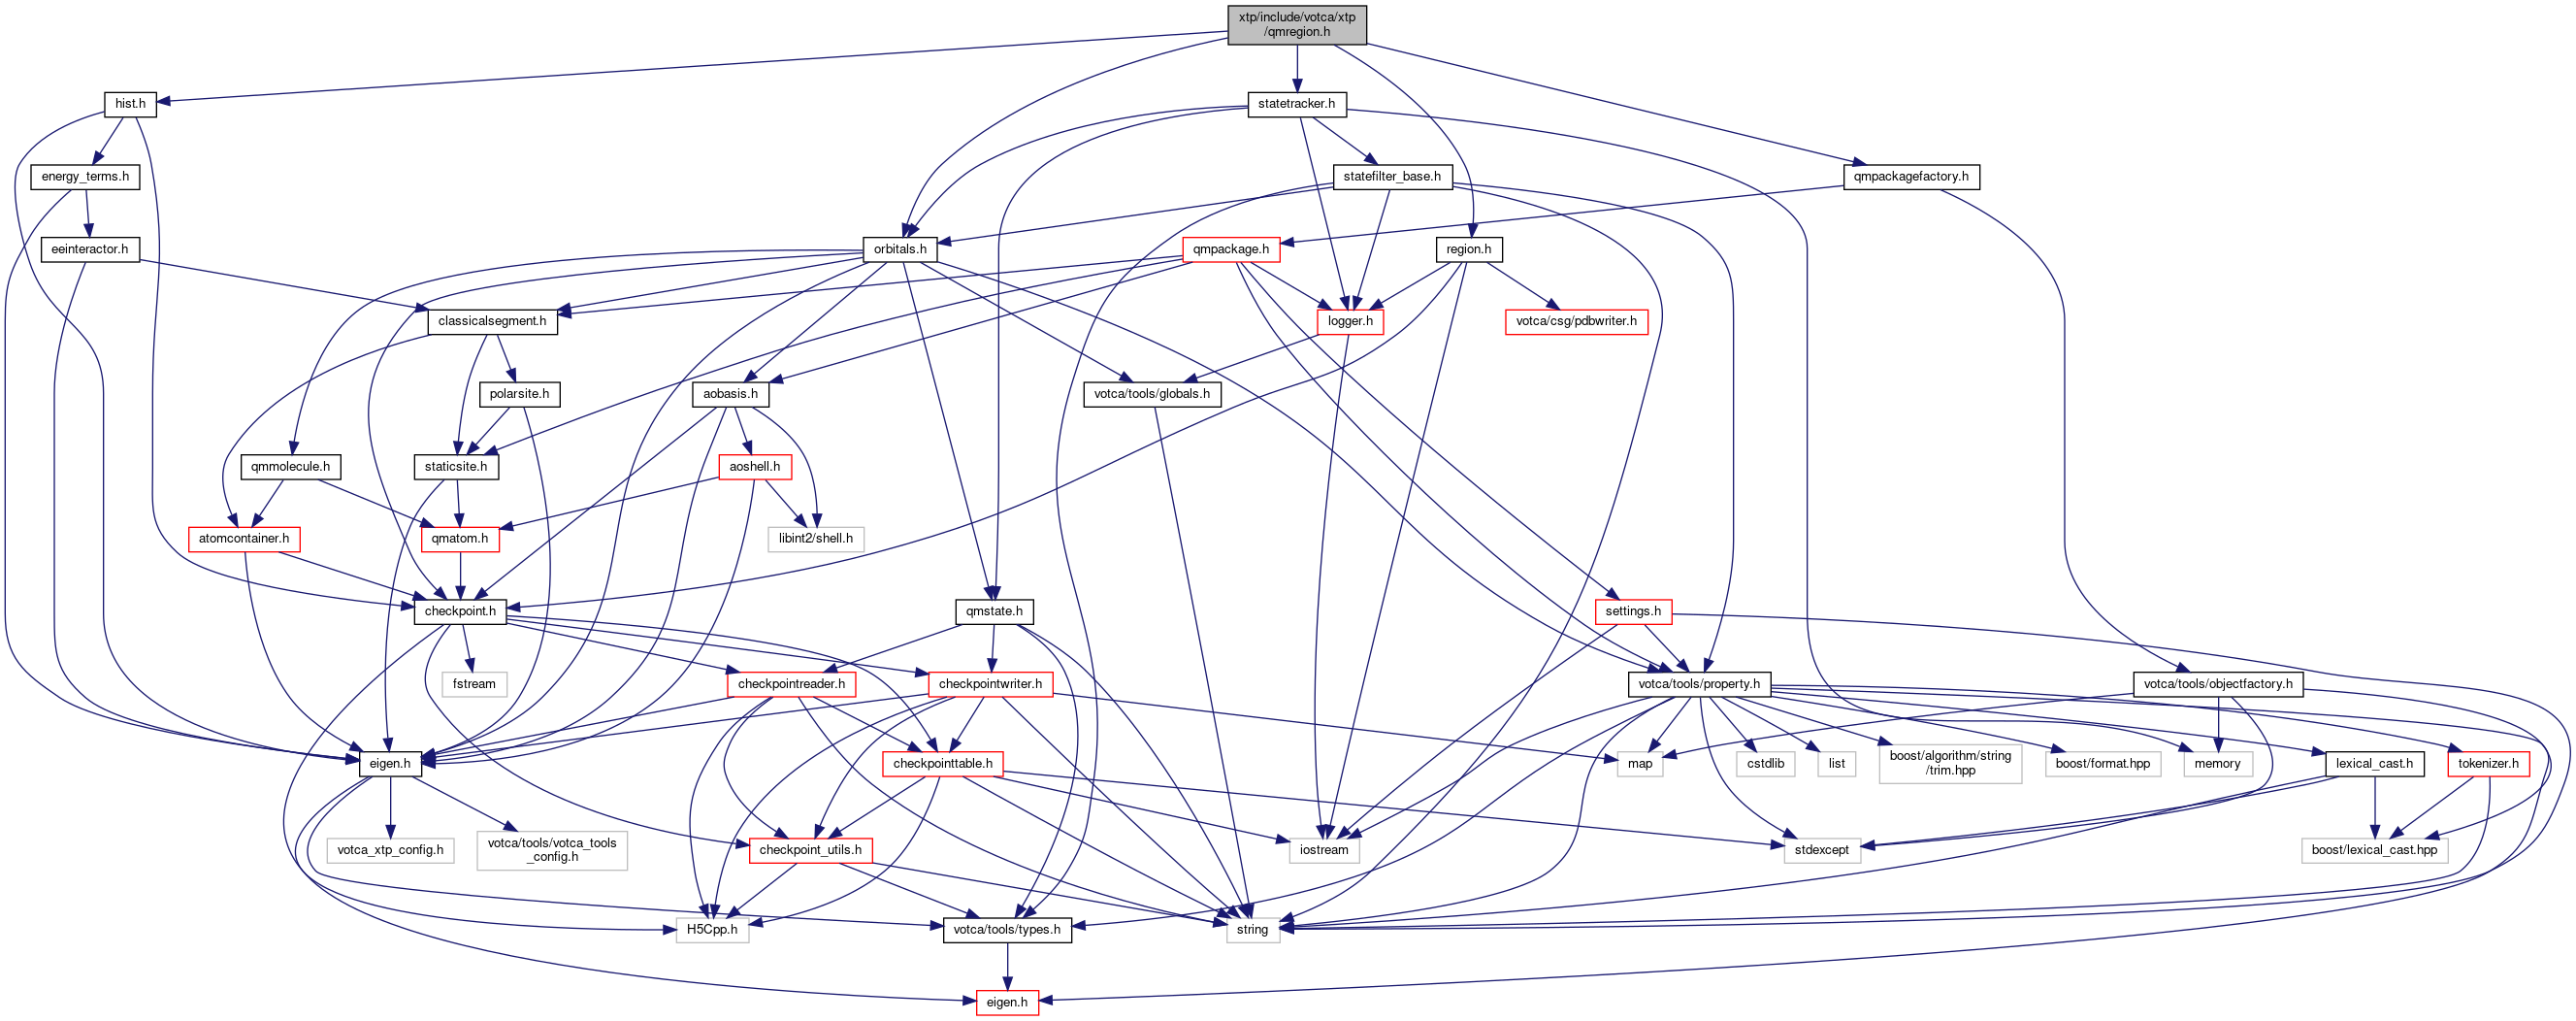 xtp/include/votca/xtp
/qmregion.h
hist.h
statetracker.h
energy_terms.h
statefilter_base.h
qmpackagefactory.h
eeinteractor.h
orbitals.h
qmpackage.h
region.h
classicalsegment.h
logger.h
votca/csg/pdbwriter.h
polarsite.h
aobasis.h
votca/tools/globals.h
qmmolecule.h
staticsite.h
aoshell.h
atomcontainer.h
qmatom.h
libint2/shell.h
checkpoint.h
qmstate.h
settings.h
fstream
checkpointreader.h
checkpointwriter.h
votca/tools/property.h
votca/tools/objectfactory.h
eigen.h
checkpointtable.h
map
cstdlib
list
boost/algorithm/string
/trim.hpp
boost/format.hpp
memory
lexical_cast.h
tokenizer.h
votca_xtp_config.h
votca/tools/votca_tools
_config.h
checkpoint_utils.h
iostream
stdexcept
boost/lexical_cast.hpp
H5Cpp.h
votca/tools/types.h
string
eigen.h